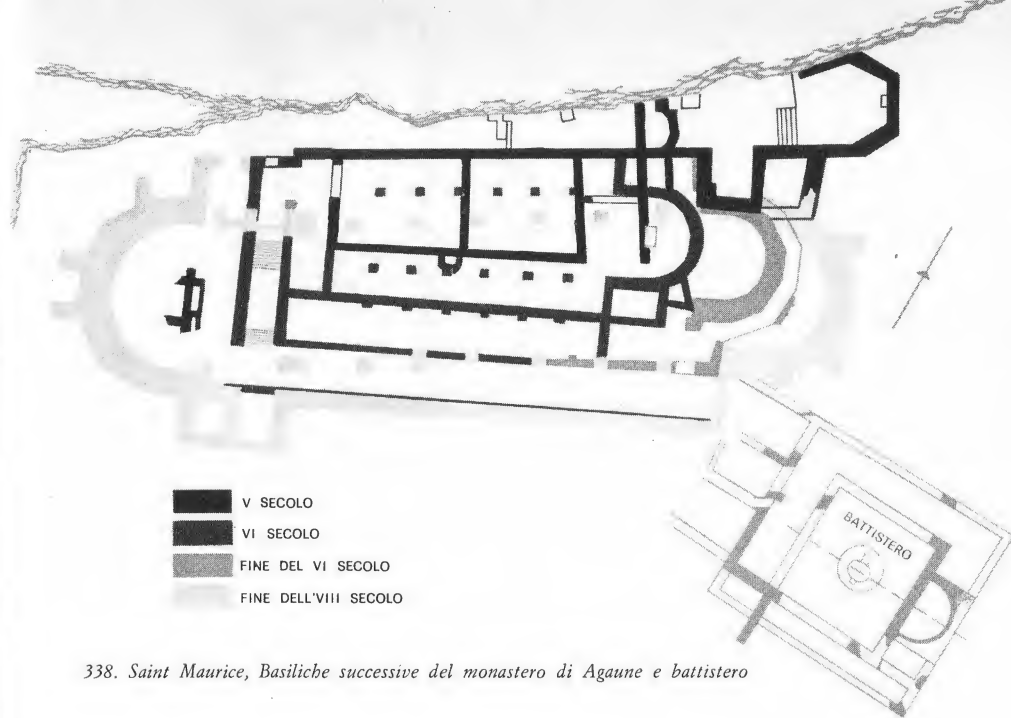 BATTISTERO
V SECOLO
VI SECOLO
FINE DEL VI SECOLO
FINE DELL'VIII SECOLO
338. Saint Maurice, Basiliche successive del monastero di Agaune e battistero